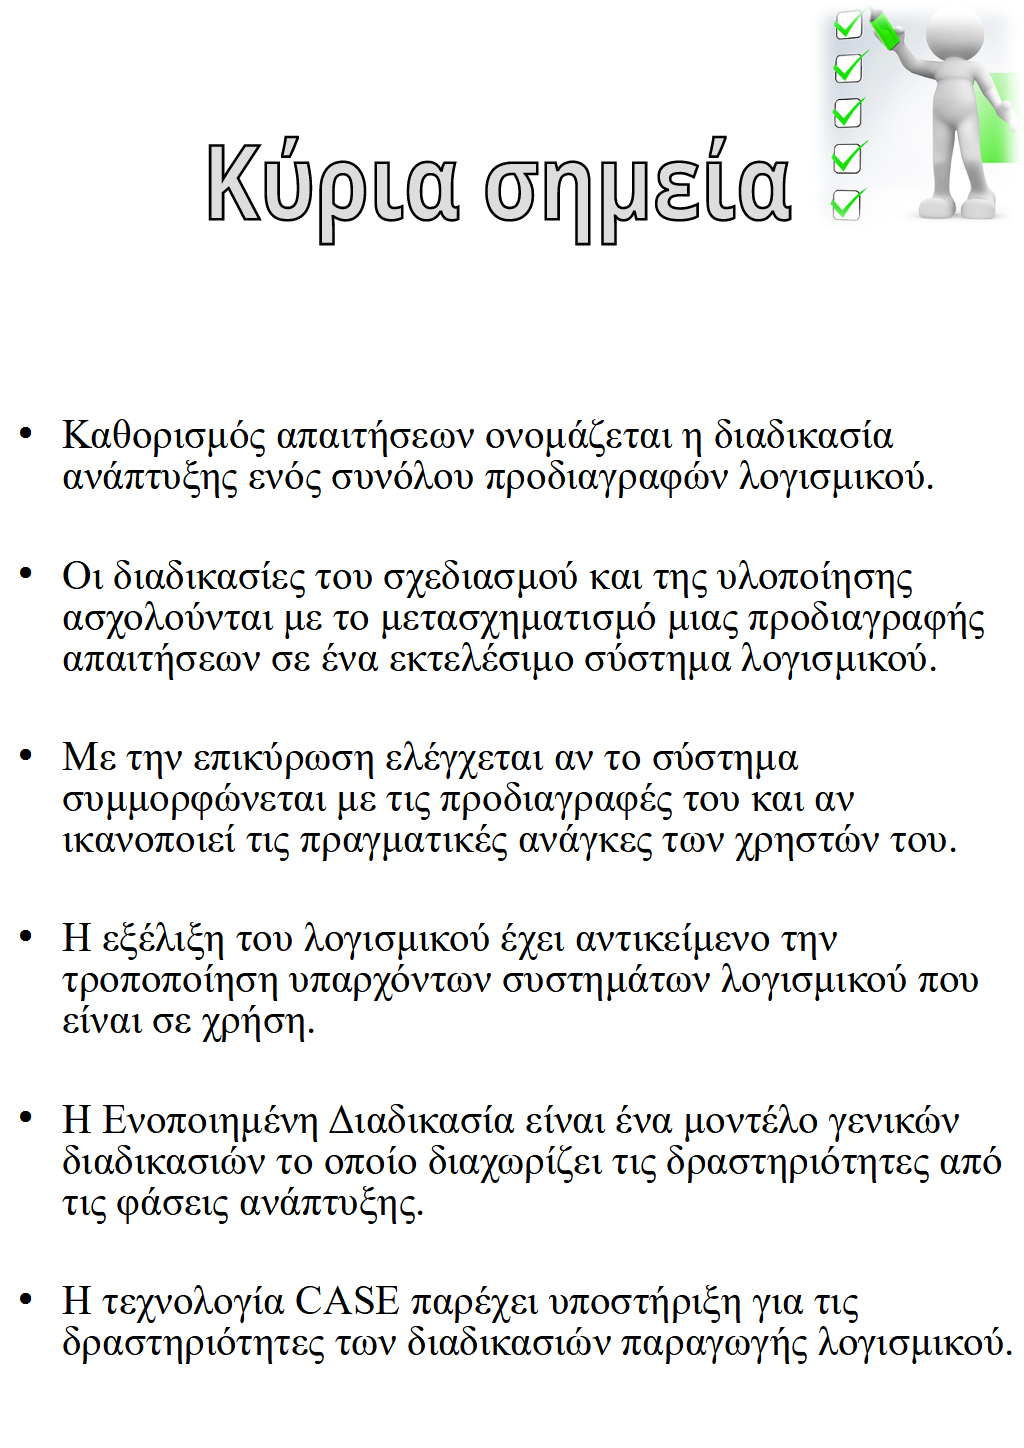 Κύρια σημεία
• Καθορισμός απαιτήσεων ονομάζεται η διαδικασία
ανάπτυξης ενός συνόλου προδιαγραφών λογισμικού.
• Οι διαδικασίες του σχεδιασμού και της υλοποίησης
ασχολούνται με το μετασχηματισμό μιας προδιαγραφής
απαιτήσεων σε ένα εκτελέσιμο σύστημα λογισμικού.
• Με την επικύρωση ελέγχεται αν το σύστημα
συμμορφώνεται με τις προδιαγραφές του και αν
ικανοποιεί τις πραγματικές ανάγκες των χρηστών του.
• Η εξέλιξη του λογισμικού έχει αντικείμενο την
τροποποίηση υπαρχόντων συστημάτων λογισμικού που
είναι σε χρήση.
• Η Ενοποιημένη Διαδικασία είναι ένα μοντέλο γενικών
διαδικασιών το οποίο διαχωρίζει τις δραστηριότητες από
τις φάσεις ανάπτυξης.
• Η τεχνολογία CASE παρέχει υποστήριξη για τις
δραστηριότητες των διαδικασιών παραγωγής λογισμικού.